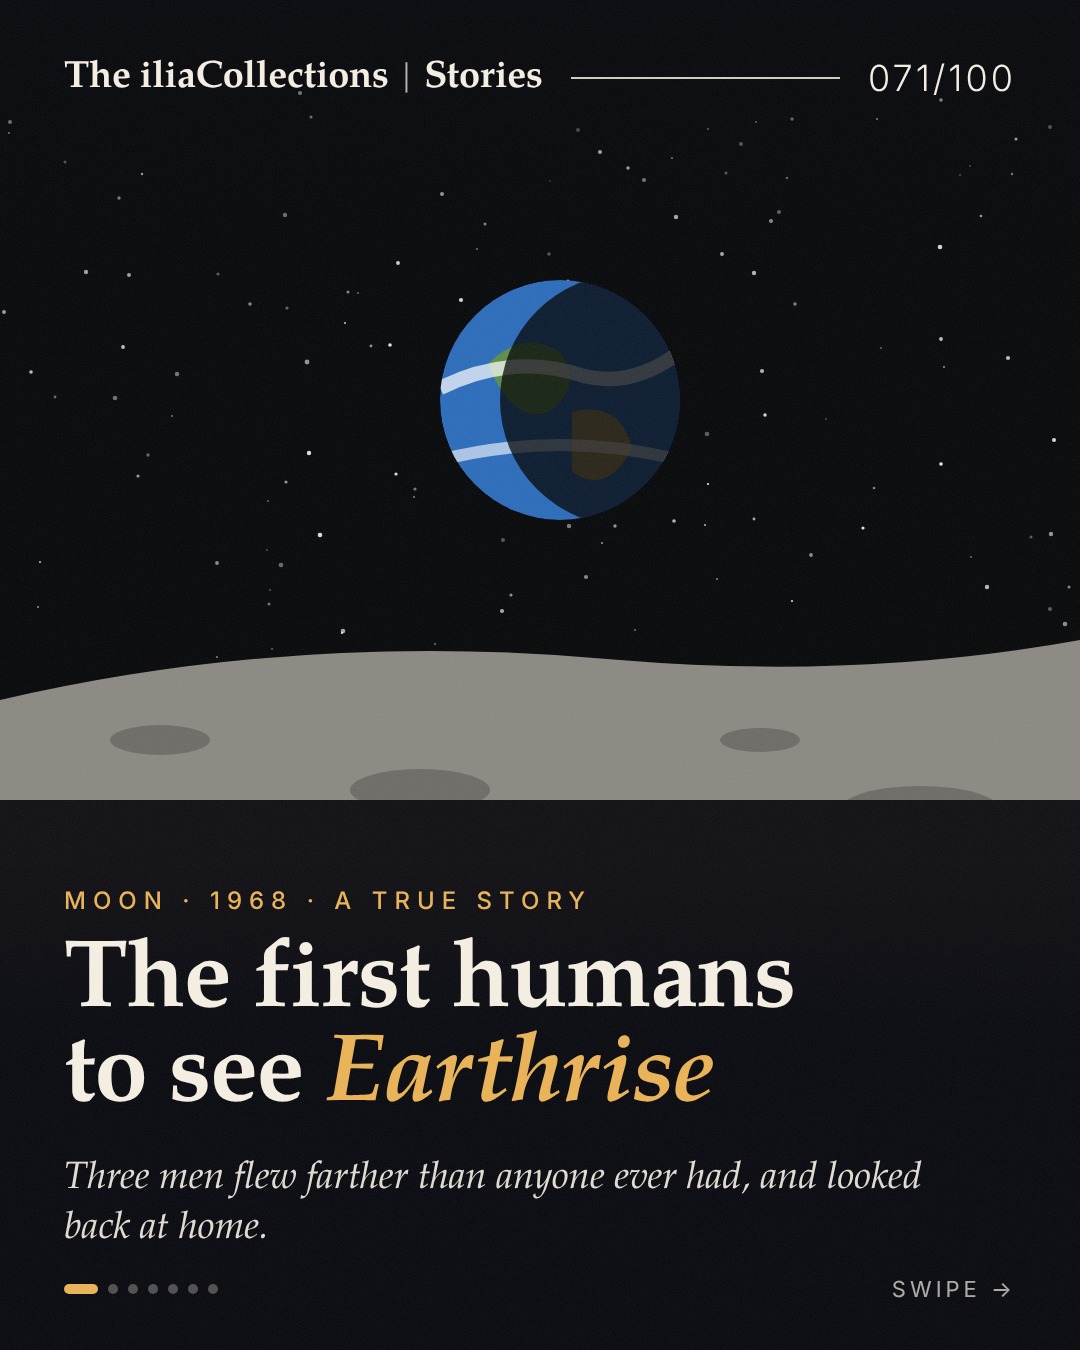 The iliaCollections | Stories 071/100
MOON · 1968 · A TRUE STORY
The first humans
to see Earthrise
Three men flew farther than anyone ever had, and looked
back at home.
SWIPE →